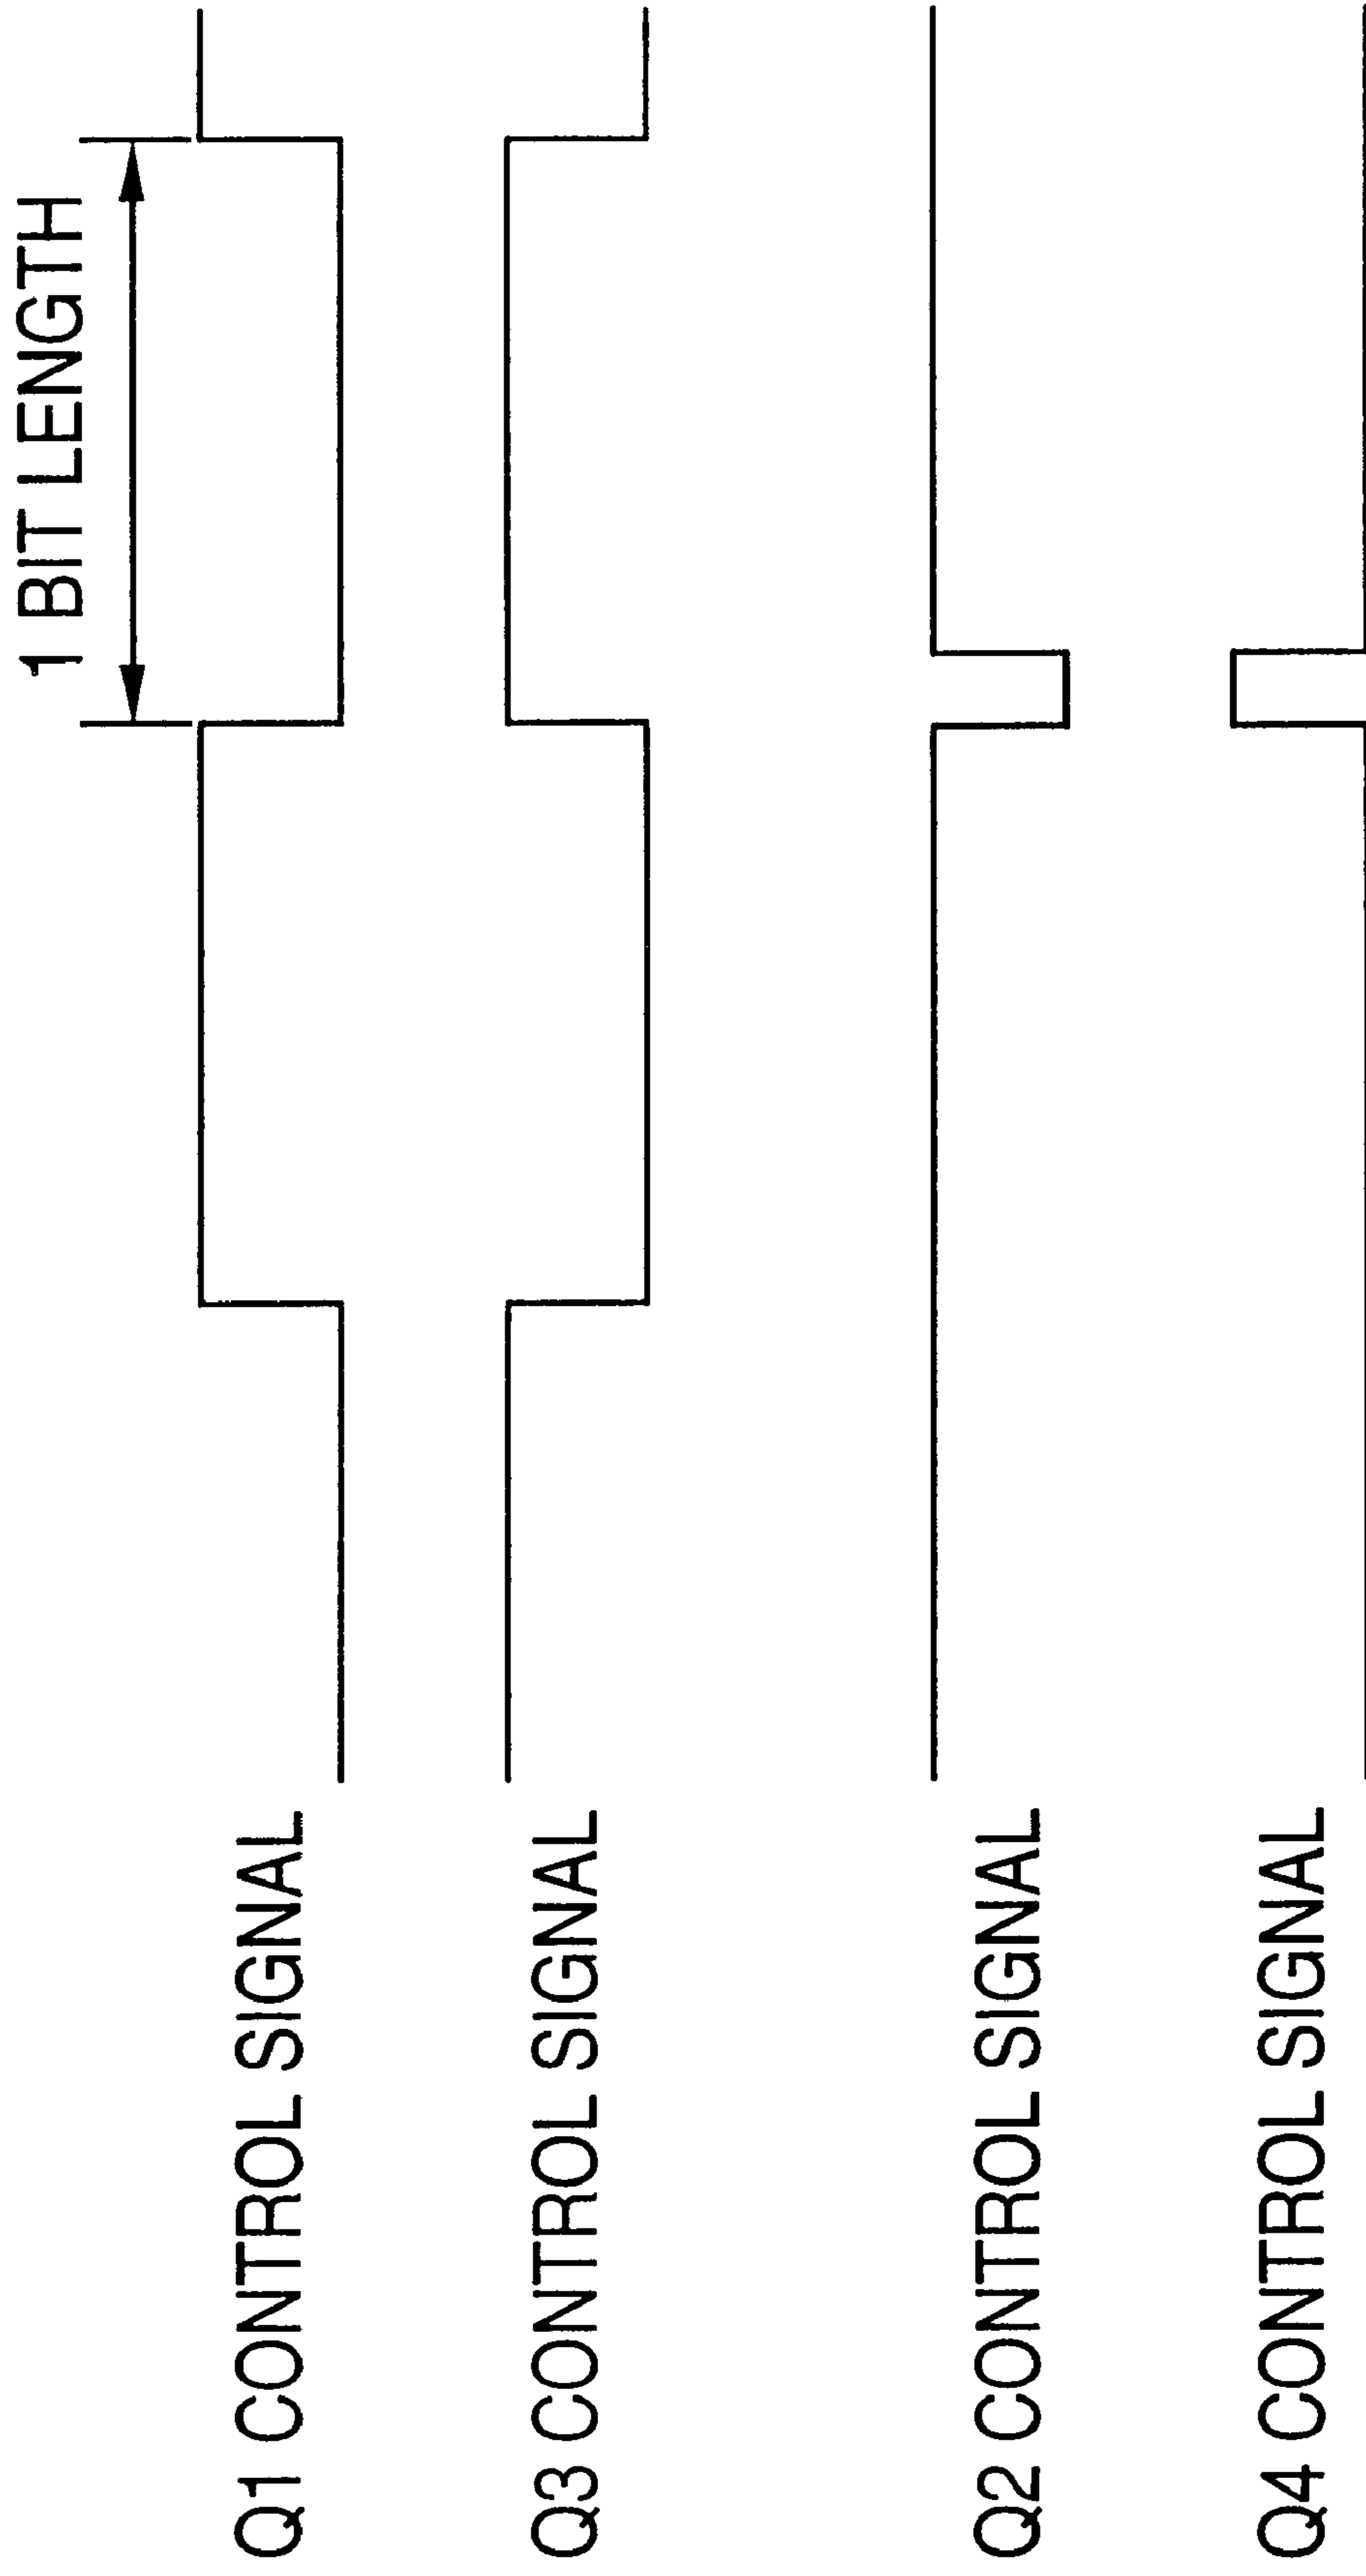 1 BIT LENGTH
Q1 CONTROL SIGNAL
Q3 CONTROL SIGNAL
Q2 CONTROL SIGNAL
Q4 CONTROL SIGNAL